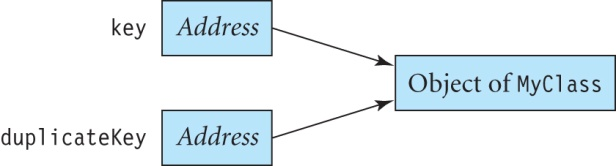 key Address
Object of MyClass
duplicateKey Address